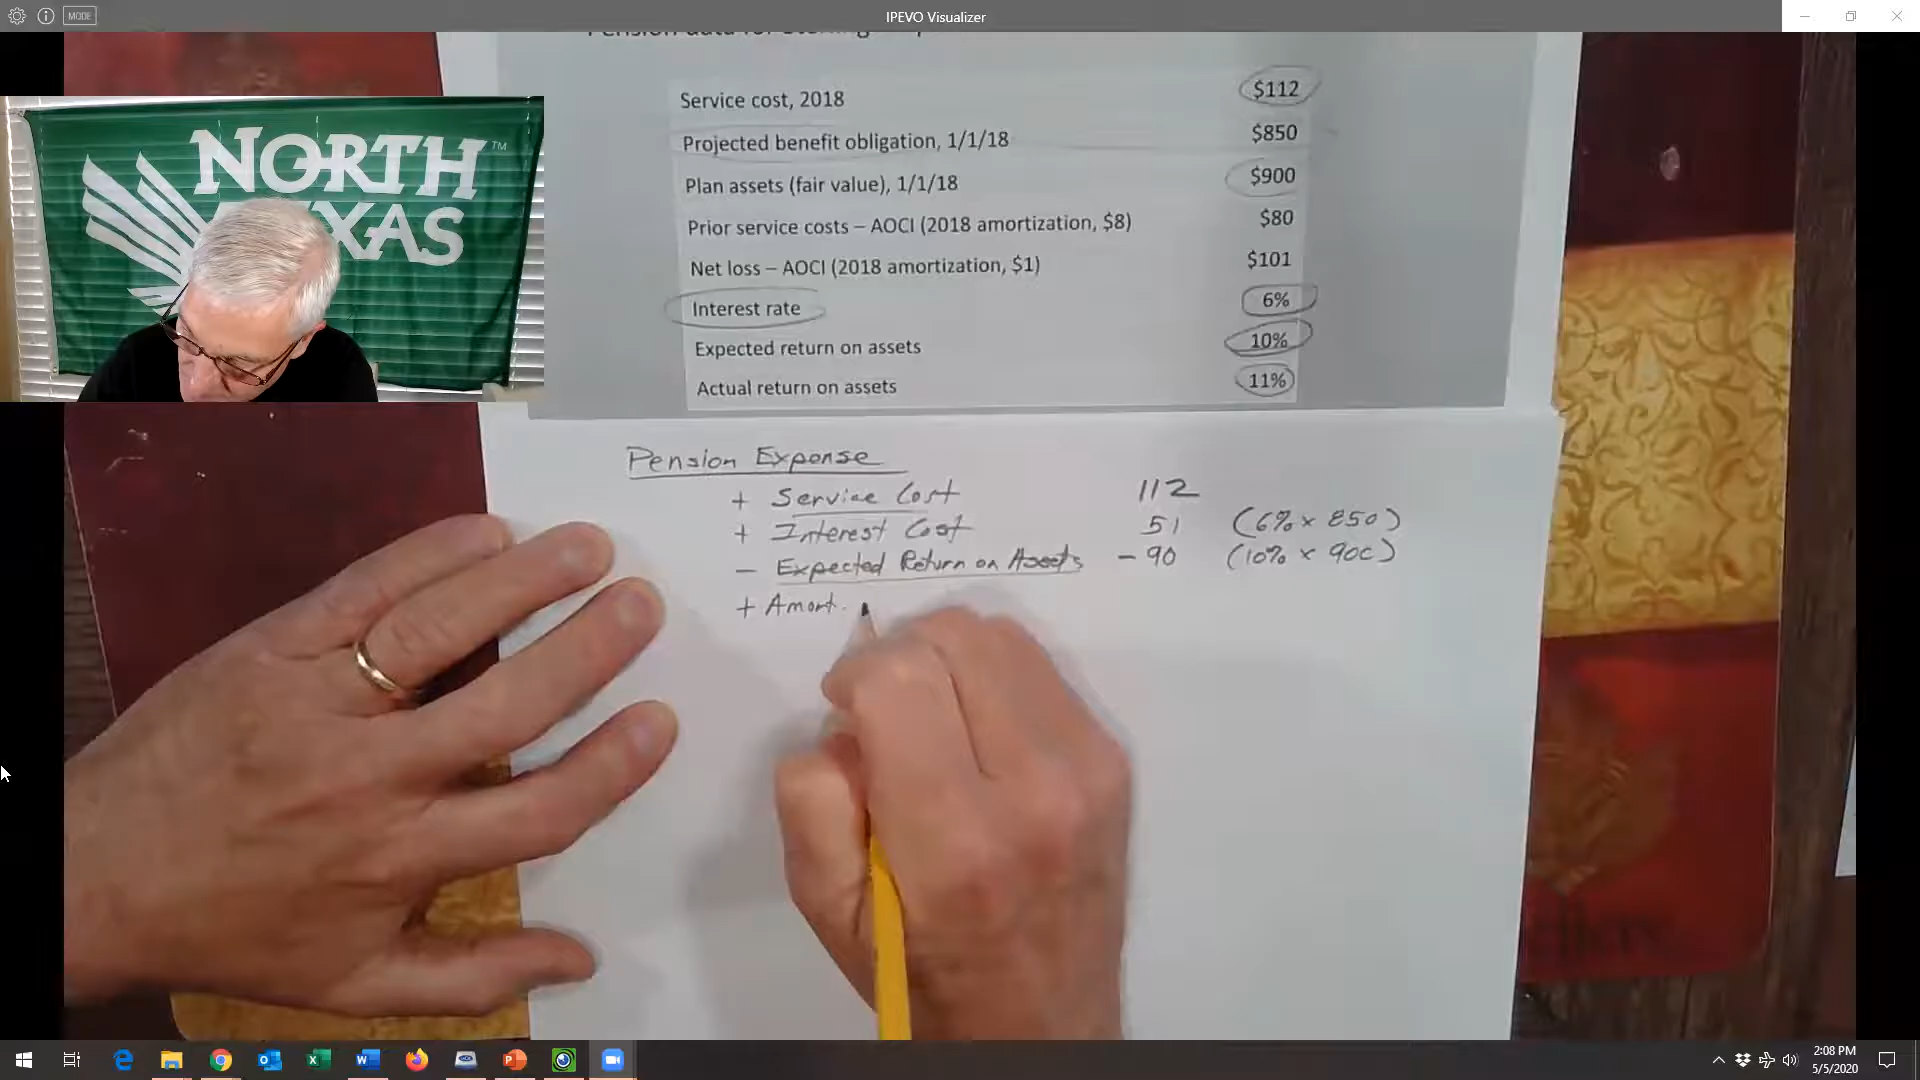 MODE
IPEVO Visualizer
Service cost, 2018 $112
Projected benefit obligation, 1/1/18 $850
Plan assets (fair value), 1/1/18 $900
Prior service costs – AOCI (2018 amortization, $8) $80
Net loss – AOCI (2018 amortization, $1) $101
Interest rate 6%
Expected return on assets 10%
Actual return on assets 11%
NORTH TM
TEXAS
Pension Expense
+ Service Cost 112
+ Interest Cost 51 (6% x 850)
- Expected Return on Assets - 90 (10% x 900)
+ Amort.
2:08 PM
5/5/2020